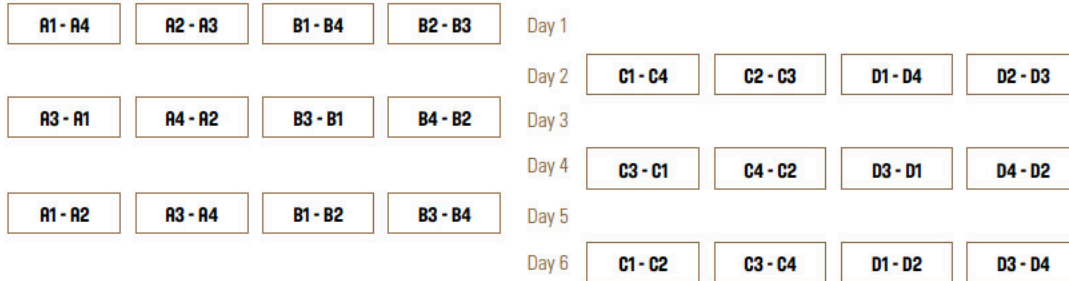 A1 - A4 A2 - A3 B1 - B4 B2 - B3 Day 1
Day 2 C1 - C4 C2 - C3 D1 - D4 D2 - D3
A3 - A1 A4 - A2 B3 - B1 B4 - B2 Day 3
Day 4 C3 - C1 C4 - C2 D3 - D1 D4 - D2
A1 - A2 A3 - A4 B1 - B2 B3 - B4 Day 5
Day 6 C1 - C2 C3 - C4 D1 - D2 D3 - D4